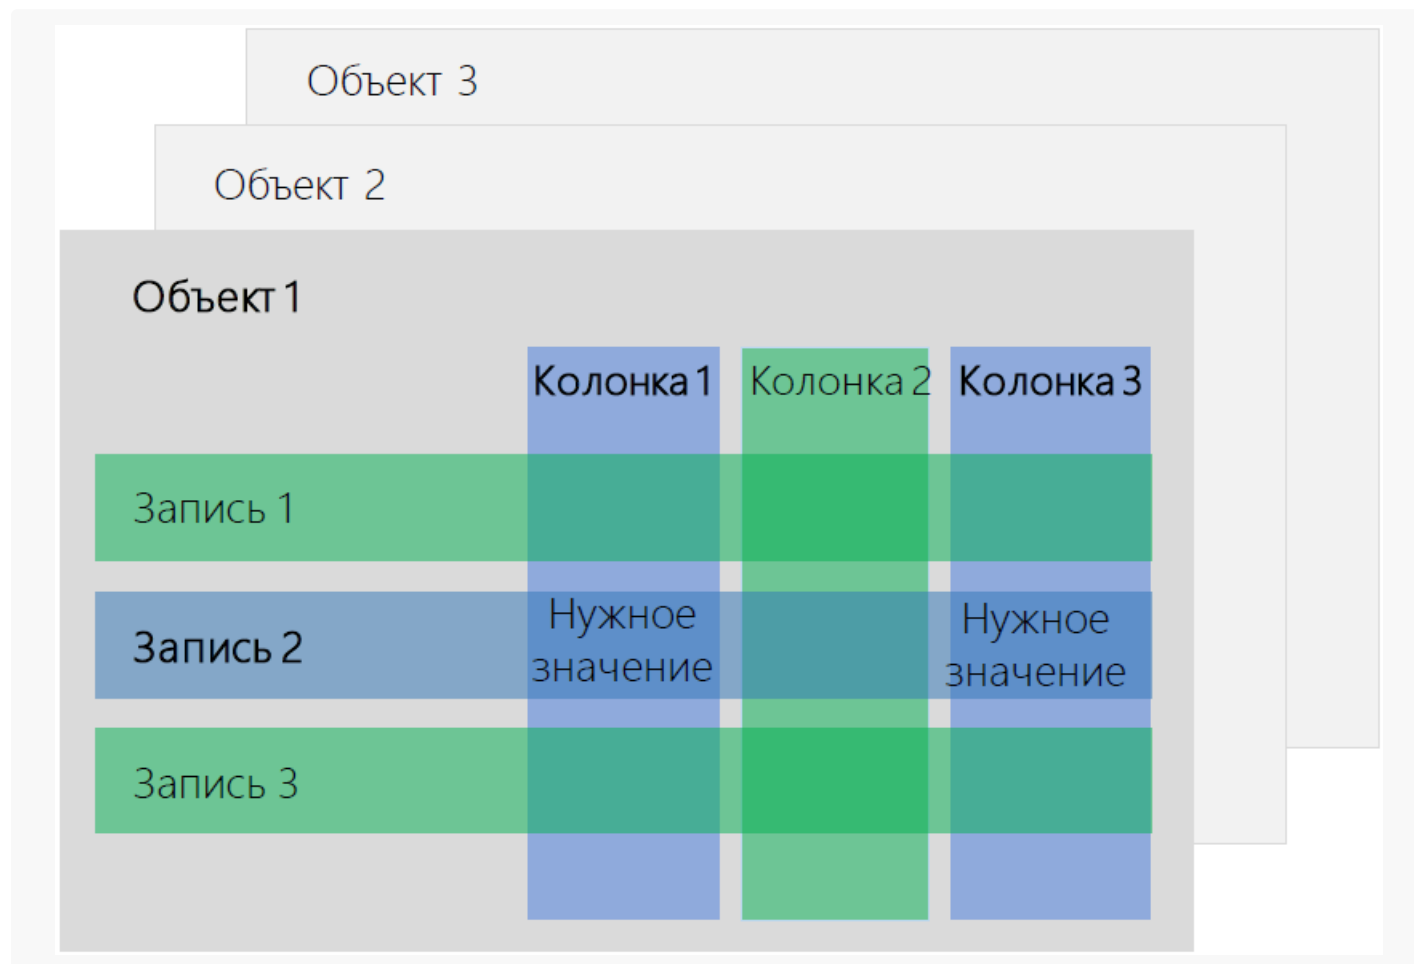 Объект 3
Объект 2
Объект 1
Колонка 1 Колонка 2 Колонка 3
Запись 1
Запись 2
Нужное
значение
Нужное
значение
Запись 3